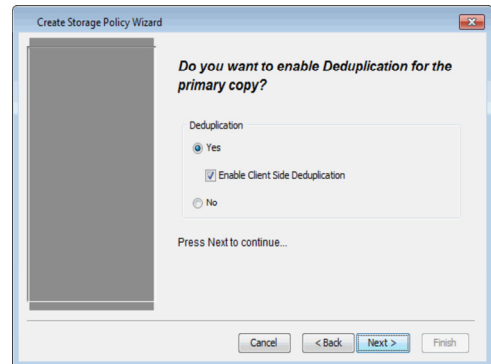 Create Storage Policy Wizard
Do you want to enable Deduplication for the
primary copy?
Deduplication
Yes
Enable Client Side Deduplication
No
Press Next to continue...
Cancel
< Back
Next >
Finish